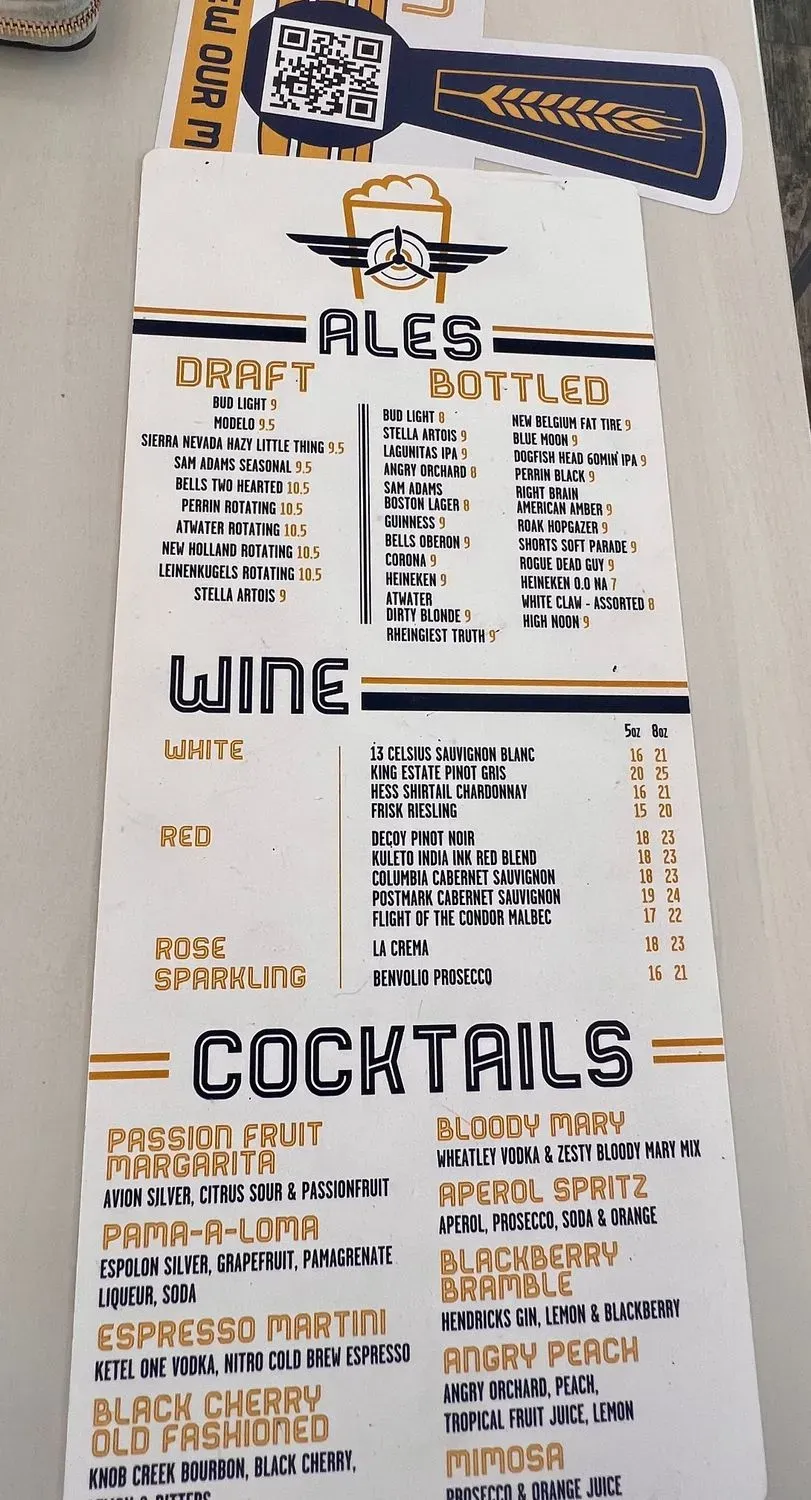 EW OUR M
ALES
DRAFT
BUD LIGHT 9
MODELO 9.5
SIERRA NEVADA HAZY LITTLE THING 9.5
SAM ADAMS SEASONAL 9.5
BELLS TWO HEARTED 10.5
PERRIN ROTATING 10.5
ATWATER ROTATING 10.5
NEW HOLLAND ROTATING 10.5
LEINENKUGELS ROTATING 10.5
STELLA ARTOIS 9
BOTTLED
BUD LIGHT 8
STELLA ARTOIS 9
LAGUNITAS IPA 9
ANGRY ORCHARD 8
SAM ADAMS
BOSTON LAGER 8
GUINNESS 9
BELLS OBERON 9
CORONA 9
HEINEKEN 9
ATWATER
DIRTY BLONDE 9
RHEINGIEST TRUTH 9
NEW BELGIUM FAT TIRE 9
BLUE MOON 9
DOGFISH HEAD 60MIN IPA 9
PERRIN BLACK 9
RIGHT BRAIN
AMERICAN AMBER 9
ROAK HOPGAZER 9
SHORTS SOFT PARADE 9
ROGUE DEAD GUY 9
HEINEKEN 0.0 NA 7
WHITE CLAW - ASSORTED 8
HIGH NOON 9
WINE
5oz 8oz
WHITE
13 CELSIUS SAUVIGNON BLANC 16 21
KING ESTATE PINOT GRIS 20 25
HESS SHIRTAIL CHARDONNAY 16 21
FRISK RIESLING 15 20
RED
DECOY PINOT NOIR 18 23
KULETO INDIA INK RED BLEND 18 23
COLUMBIA CABERNET SAUVIGNON 18 23
POSTMARK CABERNET SAUVIGNON 19 24
FLIGHT OF THE CONDOR MALBEC 17 22
ROSE
LA CREMA 18 23
SPARKLING
BENVOLIO PROSECCO 16 21
COCKTAILS
PASSION FRUIT
MARGARITA
AVION SILVER, CITRUS SOUR & PASSIONFRUIT
PAMA-A-LOMA
ESPOLON SILVER, GRAPEFRUIT, PAMAGRENATE
LIQUEUR, SODA
ESPRESSO MARTINI
KETEL ONE VODKA, NITRO COLD BREW ESPRESSO
BLACK CHERRY
OLD FASHIONED
KNOB CREEK BOURBON, BLACK CHERRY,
BLOODY MARY
WHEATLEY VODKA & ZESTY BLOODY MARY MIX
APEROL SPRITZ
APEROL, PROSECCO, SODA & ORANGE
BLACKBERRY
BRAMBLE
HENDRICKS GIN, LEMON & BLACKBERRY
ANGRY PEACH
ANGRY ORCHARD, PEACH,
TROPICAL FRUIT JUICE, LEMON
MIMOSA
PROSECCO & ORANGE JUICE